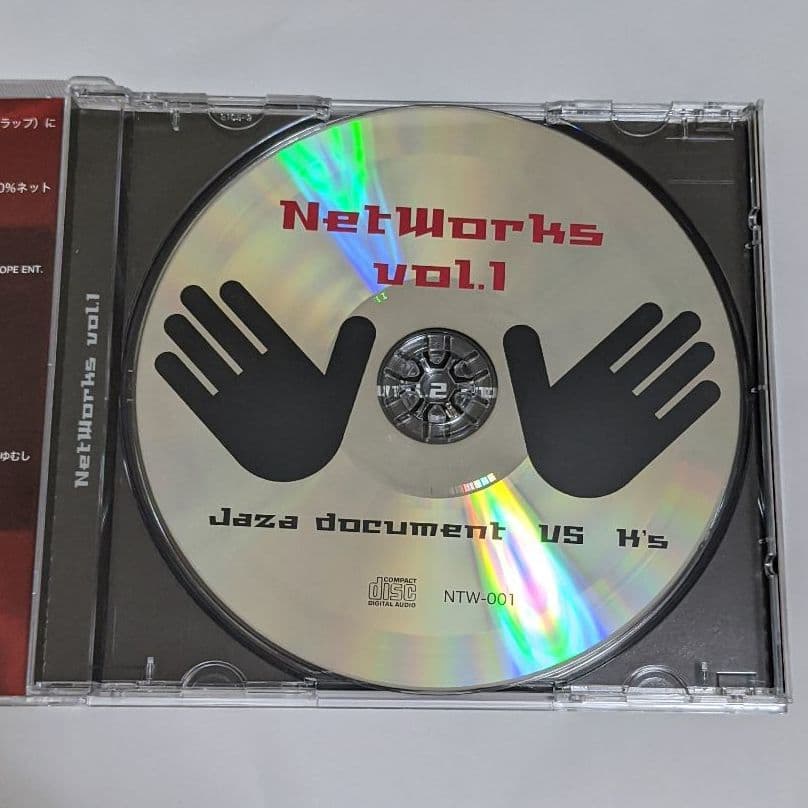 ラップ）に
0%ネット
OPE ENT.
ゆむし
NetWorks vol.1
NetWorks
vol.1
2
Jaza document VS K's
COMPACT
disc
DIGITAL AUDIO
NTW-001